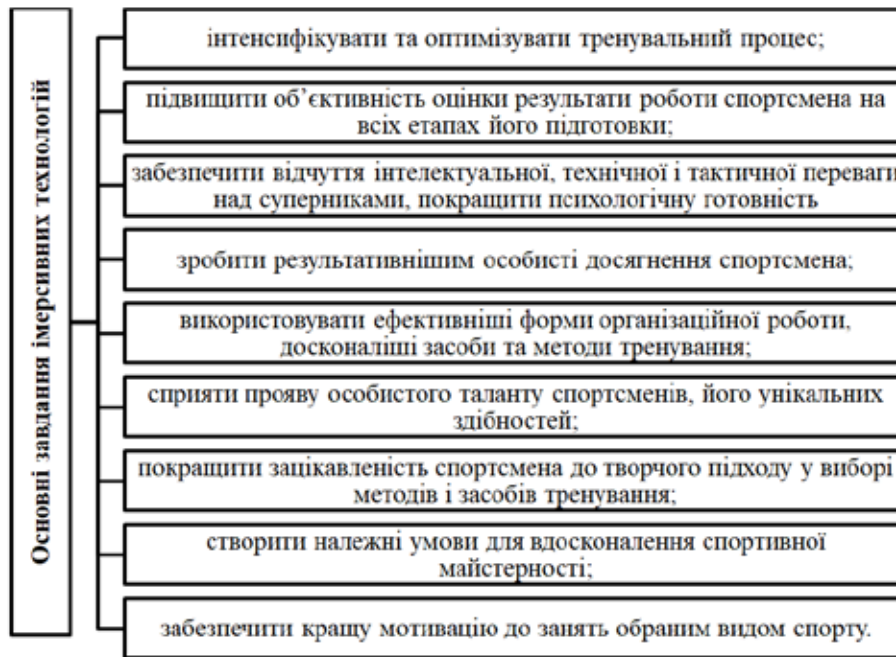 Основні завдання імерсивних технологій
інтенсифікувати та оптимізувати тренувальний процес;
підвищити об’єктивність оцінки результати роботи спортсмена на
всіх етапах його підготовки;
забезпечити відчуття інтелектуальної, технічної і тактичної переваги
над суперниками, покращити психологічну готовність
зробити результативнішим особисті досягнення спортсмена;
використовувати ефективніші форми організаційної роботи,
досконаліші засоби та методи тренування;
сприяти прояву особистого таланту спортсменів, його унікальних
здібностей;
покращити зацікавленість спортсмена до творчого підходу у виборі
методів і засобів тренування;
створити належні умови для вдосконалення спортивної
майстерності;
забезпечити кращу мотивацію до занять обраним видом спорту.